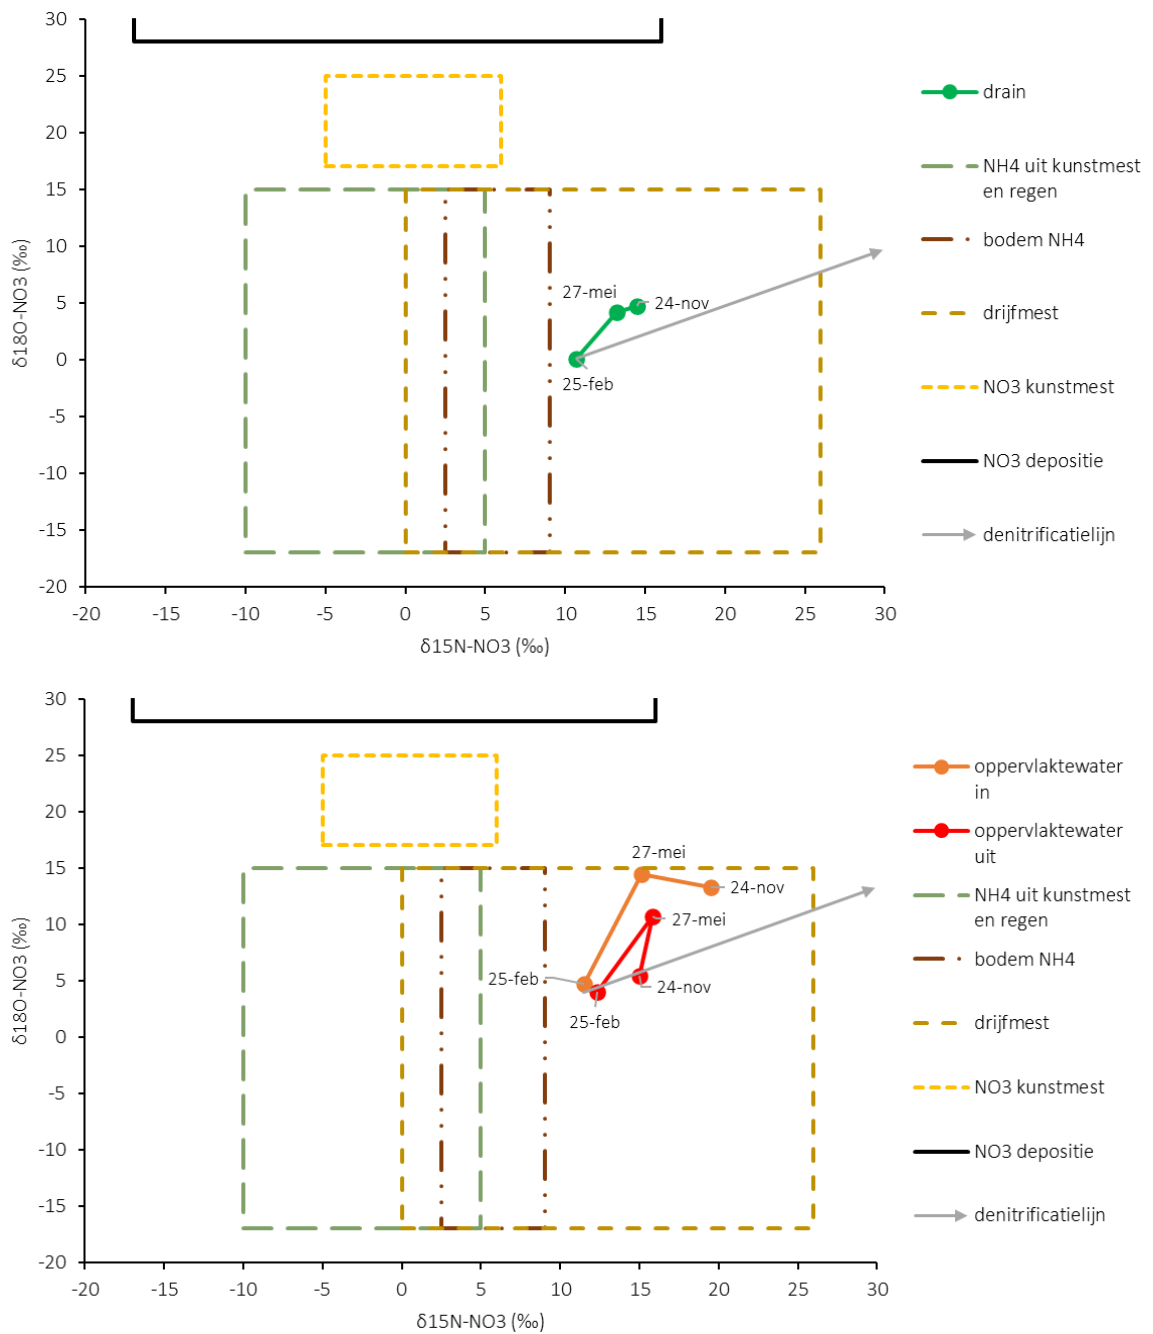 30
25
20
15
10
5
0
-5
-10
-15
-20
δ18O-NO3 (‰)
-20 -15 -10 -5 0 5 10 15 20 25 30
δ15N-NO3 (‰)
27-mei
24-nov
25-feb
drain
NH4 uit kunstmest
en regen
bodem NH4
drijfmest
NO3 kunstmest
NO3 depositie
denitrificatielijn
30
25
20
15
10
5
0
-5
-10
-15
-20
δ18O-NO3 (‰)
-20 -15 -10 -5 0 5 10 15 20 25 30
δ15N-NO3 (‰)
27-mei
24-nov
27-mei
25-feb
24-nov
25-feb
oppervlaktewater
in
oppervlaktewater
uit
NH4 uit kunstmest
en regen
bodem NH4
drijfmest
NO3 kunstmest
NO3 depositie
denitrificatielijn